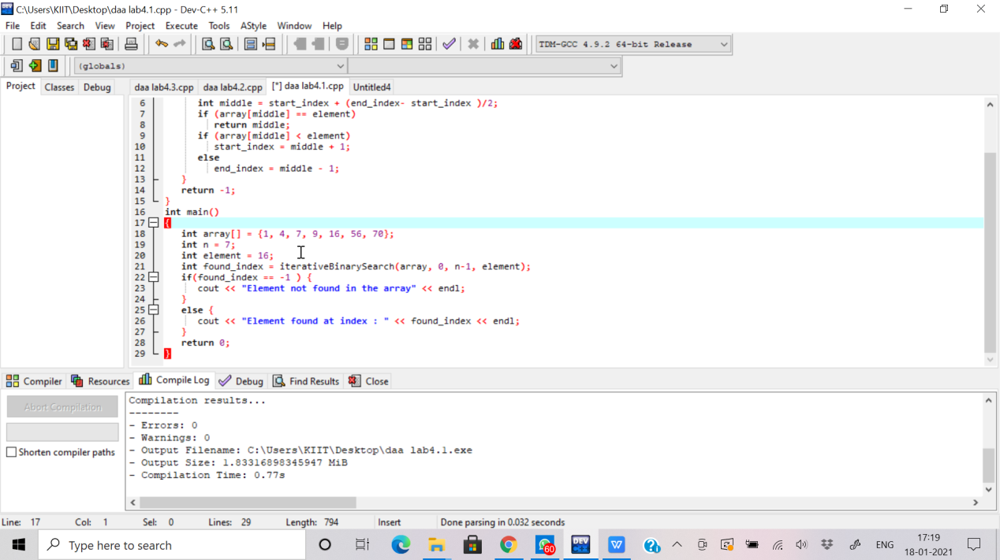 C:\Users\KIIT\Desktop\daa lab4.1.cpp - Dev-C++ 5.11
File Edit Search View Project Execute Tools AStyle Window Help
TDM-GCC 4.9.2 64-bit Release
(globals)
Project Classes Debug daa lab4.3.cpp daa lab4.2.cpp [*] daa lab4.1.cpp Untitled4
6 int middle = start_index + (end_index- start_index )/2;
7 if (array[middle] == element)
8 return middle;
9 if (array[middle] < element)
10 start_index = middle + 1;
11 else
12 end_index = middle - 1;
13 }
14 return -1;
15 }
16 int main()
17 {
18 int array[] = {1, 4, 7, 9, 16, 56, 70};
19 int n = 7;
20 int element = 16;
21 int found_index = iterativeBinarySearch(array, 0, n-1, element);
22 if(found_index == -1 ) {
23 cout << "Element not found in the array" << endl;
24 }
25 else {
26 cout << "Element found at index : " << found_index << endl;
27 }
28 return 0;
29 }
Compiler Resources Compile Log Debug Find Results Close
Abort Compilation
Shorten compiler paths
Compilation results...
--------
- Errors: 0
- Warnings: 0
- Output Filename: C:\Users\KIIT\Desktop\daa lab4.1.exe
- Output Size: 1.83316898345947 MiB
- Compilation Time: 0.77s
Line: 17 Col: 1 Sel: 0 Lines: 29 Length: 794 Insert Done parsing in 0.032 seconds
Type here to search
60
DEV
ENG
17:19
18-01-2021